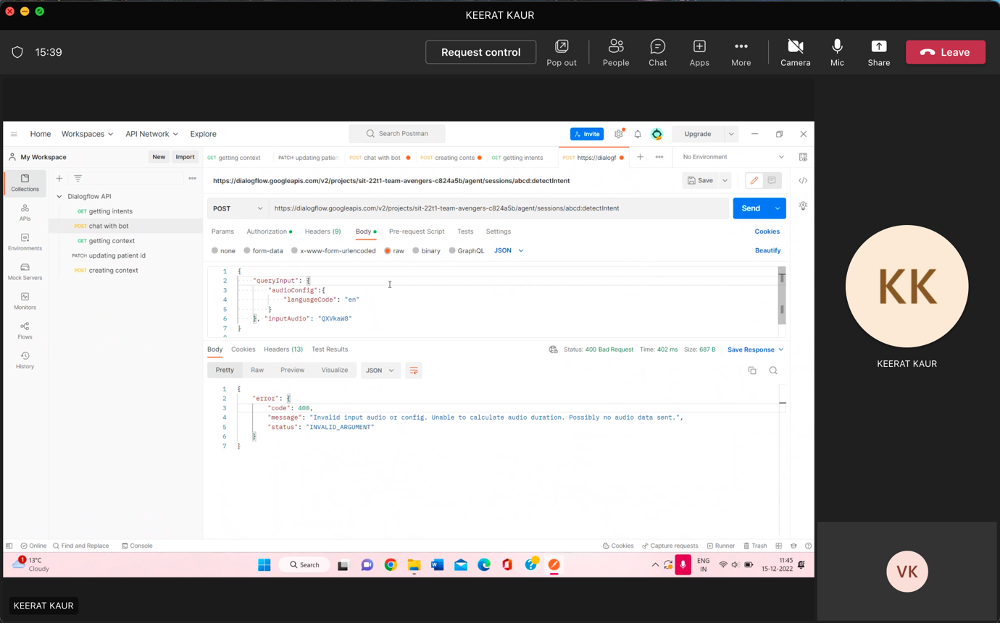 KEERAT KAUR
15:39
Request control
Pop out
People
Chat
Apps
More
Camera
Mic
Share
Leave
Home
Workspaces
API Network
Explore
Search Postman
Invite
Upgrade
My Workspace
New
Import
GET getting context
PATCH updating patien
POST chat with bot
POST creating conte
GET getting intents
POST https://dialogf
No Environment
Collections
APIs
Environments
Mock Servers
Monitors
Flows
History
Dialogflow API
GET getting intents
POST chat with bot
GET getting context
PATCH updating patient id
POST creating context
https://dialogflow.googleapis.com/v2/projects/sit-22t1-team-avengers-c824a5b/agent/sessions/abcd:detectIntent
Save
POST
https://dialogflow.googleapis.com/v2/projects/sit-22t1-team-avengers-c824a5b/agent/sessions/abcd:detectIntent
Send
Params
Authorization
Headers (9)
Body
Pre-request Script
Tests
Settings
Cookies
none
form-data
x-www-form-urlencoded
raw
binary
GraphQL
JSON
Beautify
1 {
2 "queryInput": {
3 "audioConfig":{
4 "languageCode": "en"
5 }
6 }, "inputAudio": "QXVkaW8"
7 }
8
Body
Cookies
Headers (13)
Test Results
Status: 400 Bad Request
Time: 402 ms
Size: 687 B
Save Response
Pretty
Raw
Preview
Visualize
JSON
1 {
2 "error": {
3 "code": 400,
4 "message": "Invalid input audio or config. Unable to calculate audio duration. Possibly no audio data sent.",
5 "status": "INVALID_ARGUMENT"
6 }
7 }
KK
KEERAT KAUR
Online
Find and Replace
Console
Cookies
Capture requests
Runner
Trash
1
13°C
Cloudy
Search
ENG
IN
11:45
15-12-2022
VK
KEERAT KAUR